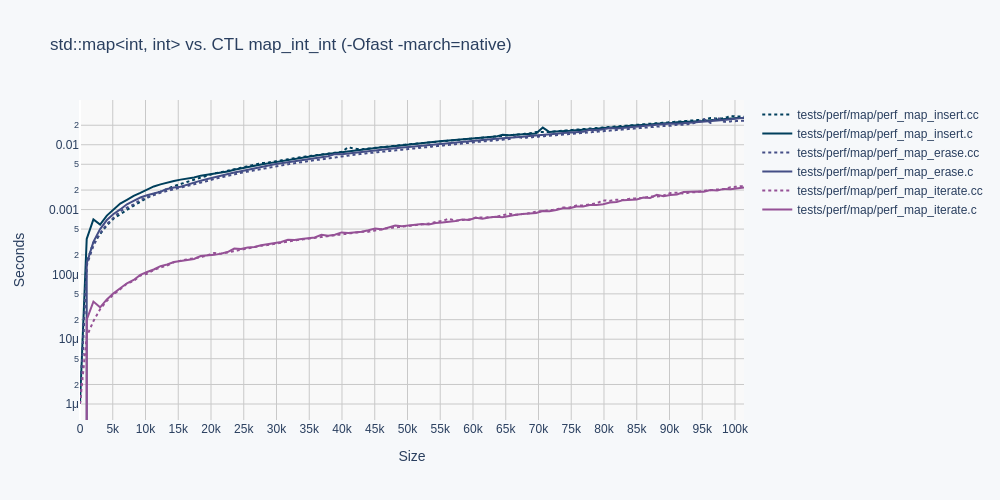 std::map<int, int> vs. CTL map_int_int (-Ofast -march=native)
2
0.01
5
2
0.001
5
2
100μ
5
2
10μ
5
2
1μ
Seconds
0 5k 10k 15k 20k 25k 30k 35k 40k 45k 50k 55k 60k 65k 70k 75k 80k 85k 90k 95k 100k
Size
tests/perf/map/perf_map_insert.cc
tests/perf/map/perf_map_insert.c
tests/perf/map/perf_map_erase.cc
tests/perf/map/perf_map_erase.c
tests/perf/map/perf_map_iterate.cc
tests/perf/map/perf_map_iterate.c